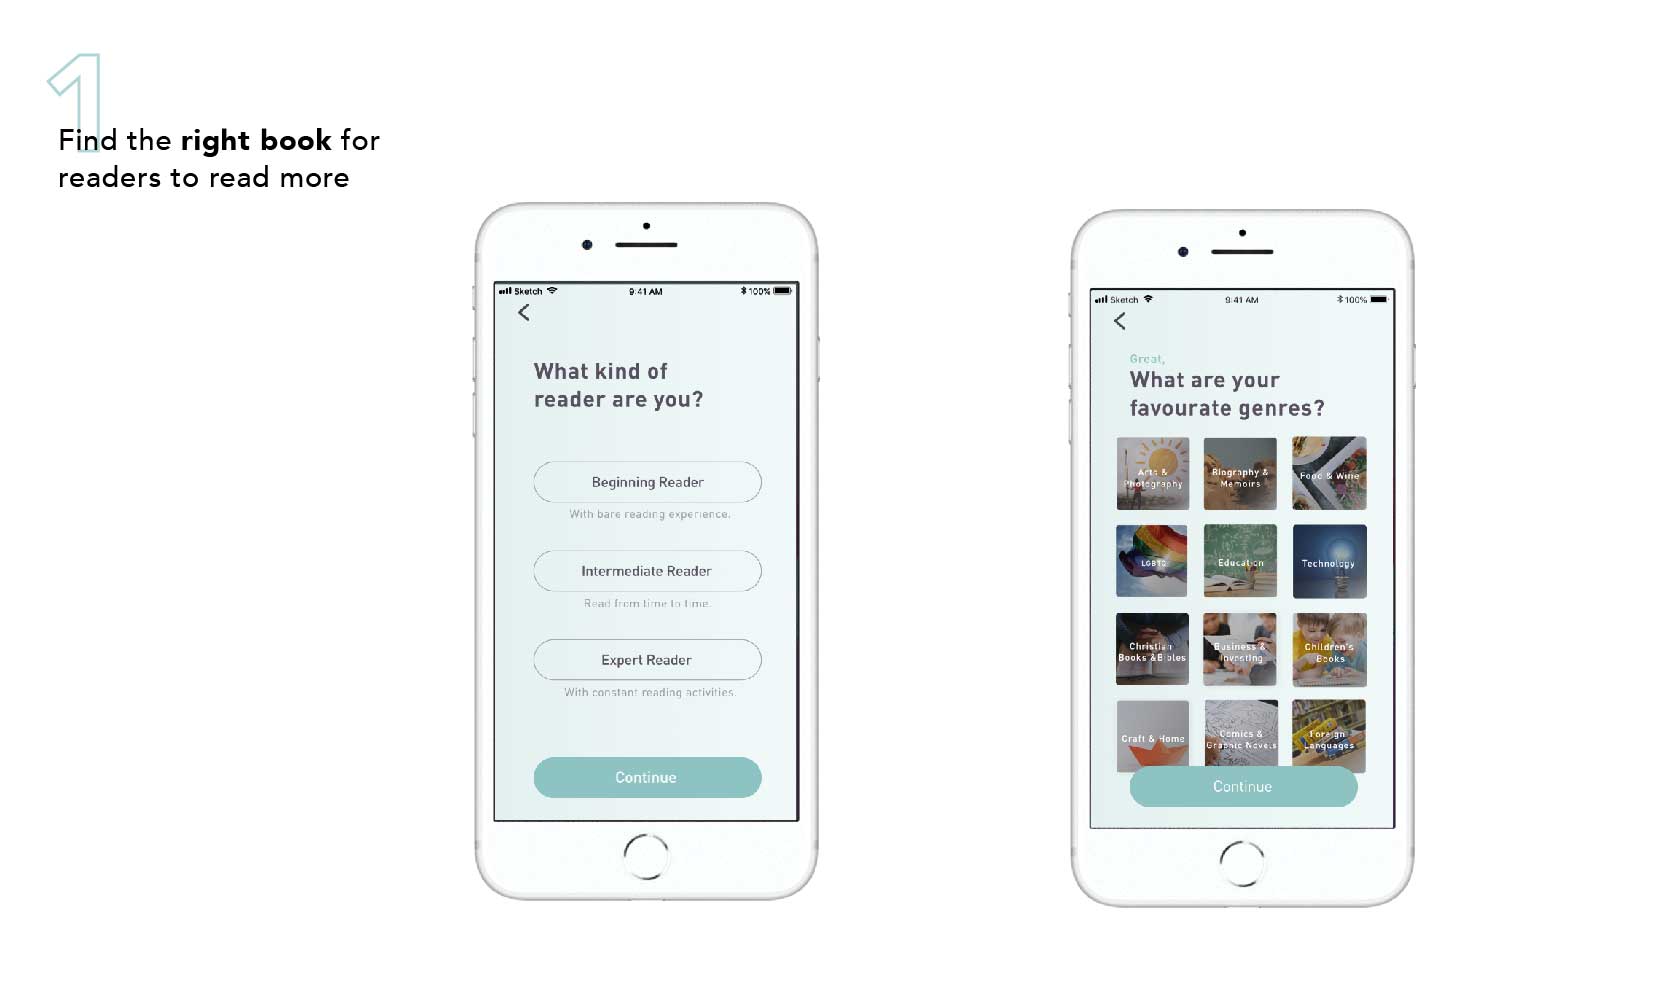 1
Find the right book for
readers to read more
Sketch 9:41 AM 100%
What kind of
reader are you?
Beginning Reader
With bare reading experience.
Intermediate Reader
Read from time to time.
Expert Reader
With constant reading activities.
Continue
Sketch 9:41 AM 100%
Great,
What are your
favourate genres?
Arts &
Photography
Biography &
Memoirs
Food & Wine
LGBTQ
Education
Technology
Christian
Books &Bibles
Business &
Investing
Children's
Books
Craft & Home
Comics &
Graphic Novels
Foreign
Languages
Continue